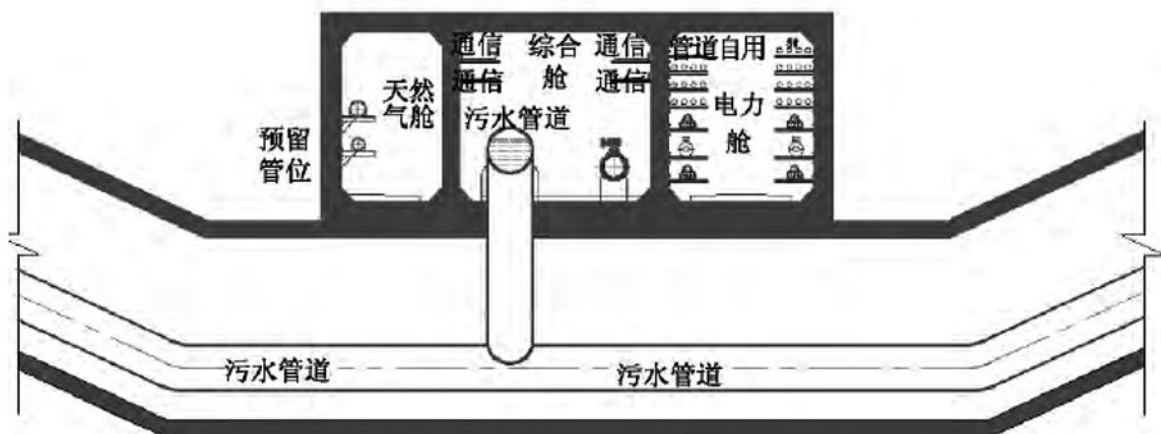 通信 综合 通信 管道自用
通信 舱 通信
天然
气舱
污水管道
电力
舱
预留
管位
污水管道 污水管道